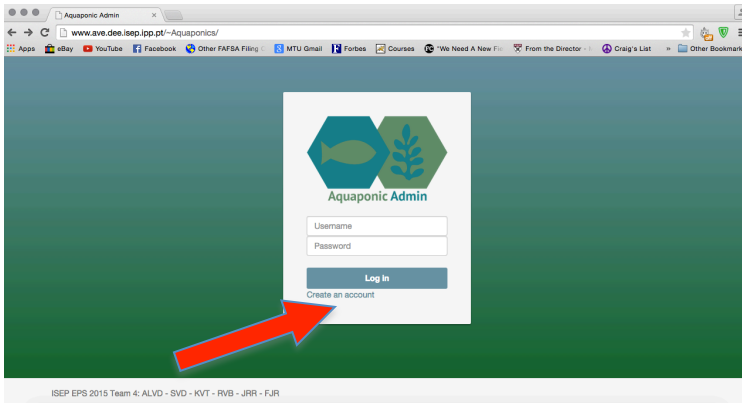 Aquaponic Admin
www.ave.dee.isep.ipp.pt/~Aquaponics/
Apps eBay YouTube Facebook Other FAFSA Filing MTU Gmail Forbes Courses "We Need A New Fo From the Director Craig's List » Other Bookmark
Aquaponic Admin
Username
Password
Log In
Create an account
ISEP EPS 2015 Team 4: ALVD - SVD - KVT - RVB - JRR - FJR